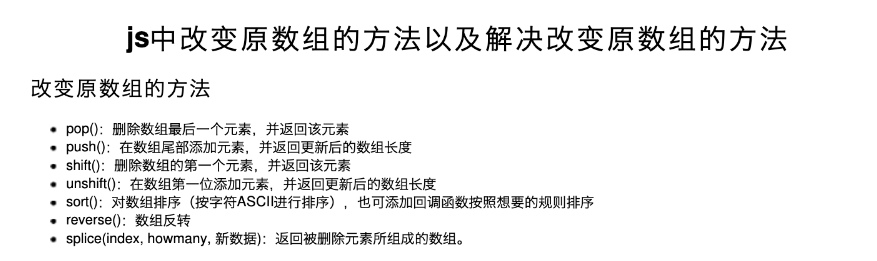 js中改变原数组的方法以及解决改变原数组的方法
改变原数组的方法
pop()：删除数组最后一个元素，并返回该元素
push()：在数组尾部添加元素，并返回更新后的数组长度
shift()：删除数组的第一个元素，并返回该元素
unshift()：在数组第一位添加元素，并返回更新后的数组长度
sort()：对数组排序（按字符ASCII进行排序），也可添加回调函数按照想要的规则排序
reverse()：数组反转
splice(index, howmany, 新数据)：返回被删除元素所组成的数组。